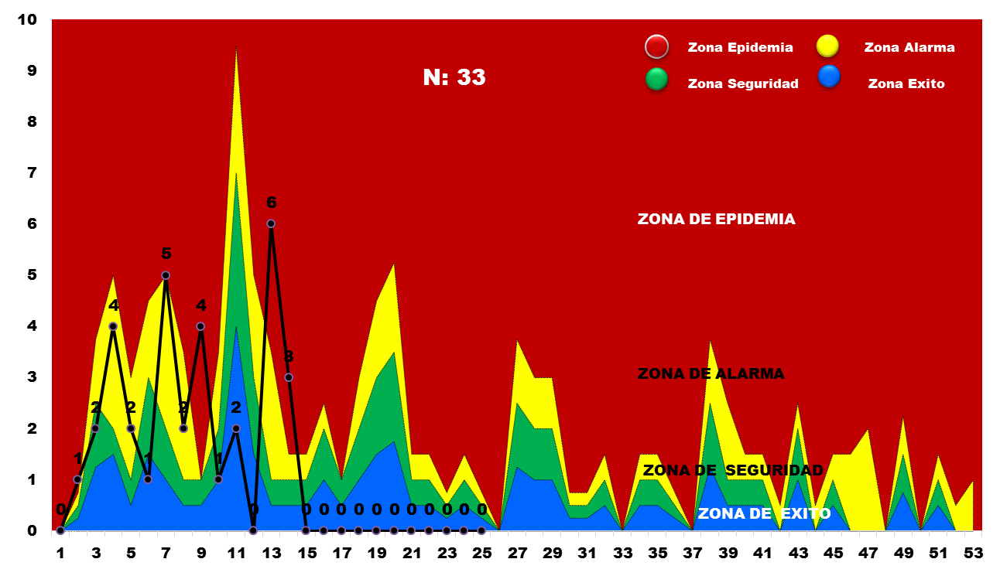 10
Zona Epidemia Zona Alarma
9
N: 33
Zona Seguridad Zona Exito
8
7
6
6
ZONA DE EPIDEMIA
5
5
4
4
4
3
3
ZONA DE ALARMA
2
2 2 2 2
1
1 1 1
ZONA DE SEGURIDAD
ZONA DE EXITO
0 0 0 0 0 0 0 0 0 0 0 0 0
0
1 3 5 7 9 11 13 15 17 19 21 23 25 27 29 31 33 35 37 39 41 43 45 47 49 51 53